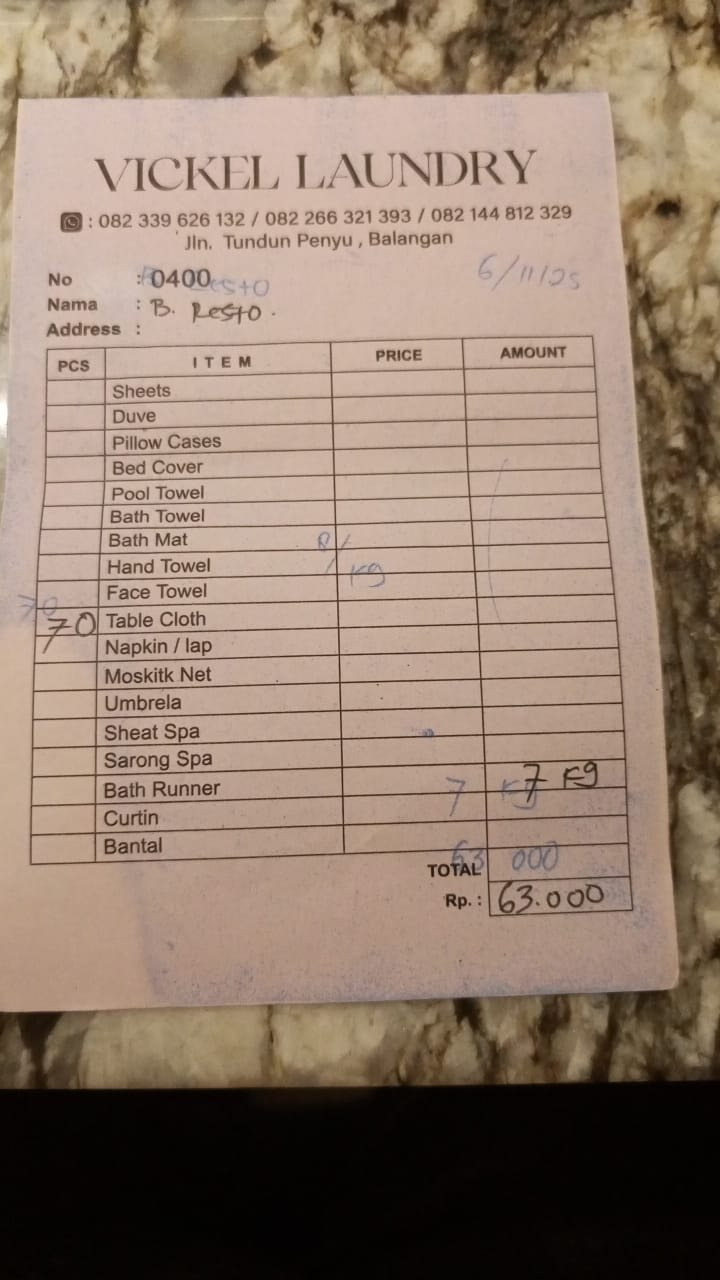 VICKEL LAUNDRY
: 082 339 626 132 / 082 266 321 393 / 082 144 812 329
Jln. Tundun Penyu , Balangan
6/11/25
No : 0400
Nama : B. Resto.
Address :
PCS ITEM PRICE AMOUNT
Sheets
Duve
Pillow Cases
Bed Cover
Pool Towel
Bath Towel
Bath Mat
Hand Towel
kg
Face Towel
70
70 Table Cloth
Napkin / lap
Moskitk Net
Umbrela
Sheat Spa
Sarong Spa
7 kg
Bath Runner 7 kg
Curtin
Bantal
63 000
TOTAL
Rp. : 63.000